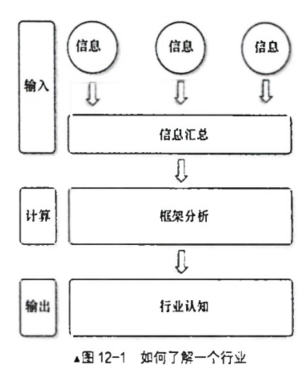 信息 信息 信息
输入
信息汇总
计算 框架分析
输出 行业认知
▲图 12-1 如何了解一个行业